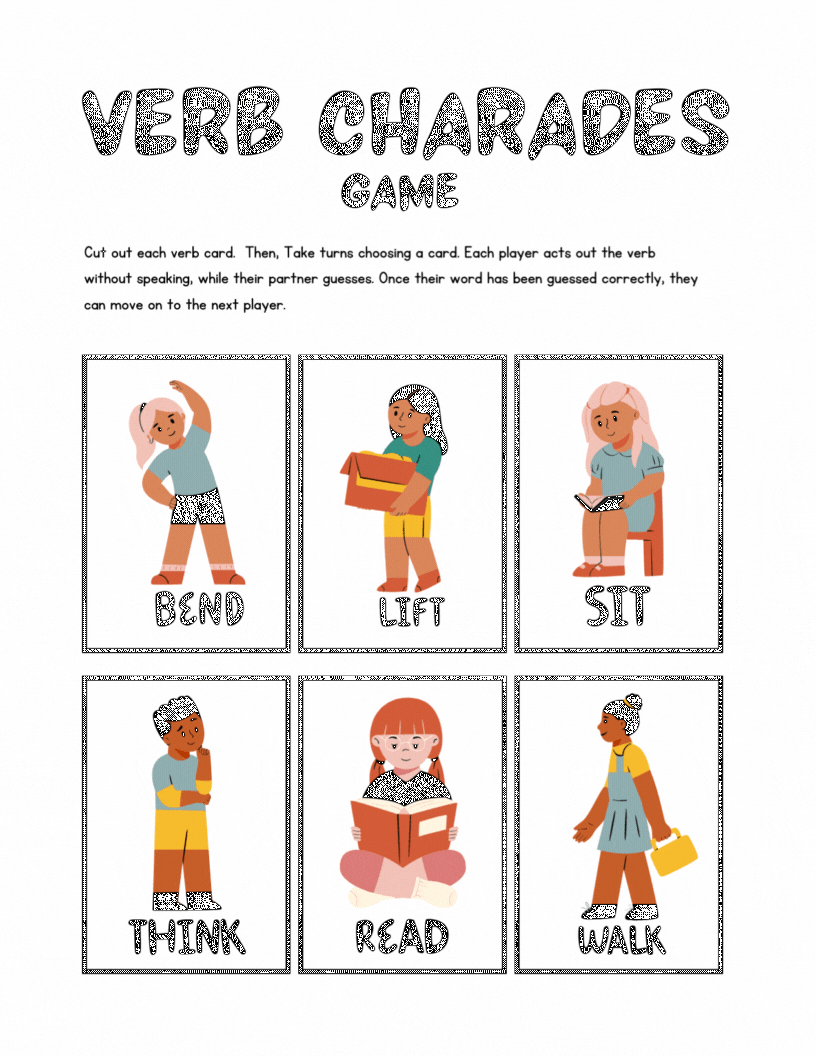 VERB CHARADES
GAME
Cut out each verb card.  Then, Take turns choosing a card. Each player acts out the verb
without speaking, while their partner guesses. Once their word has been guessed correctly, they
can move on to the next player.
BEND
LIFT
SIT
THINK
READ
WALK